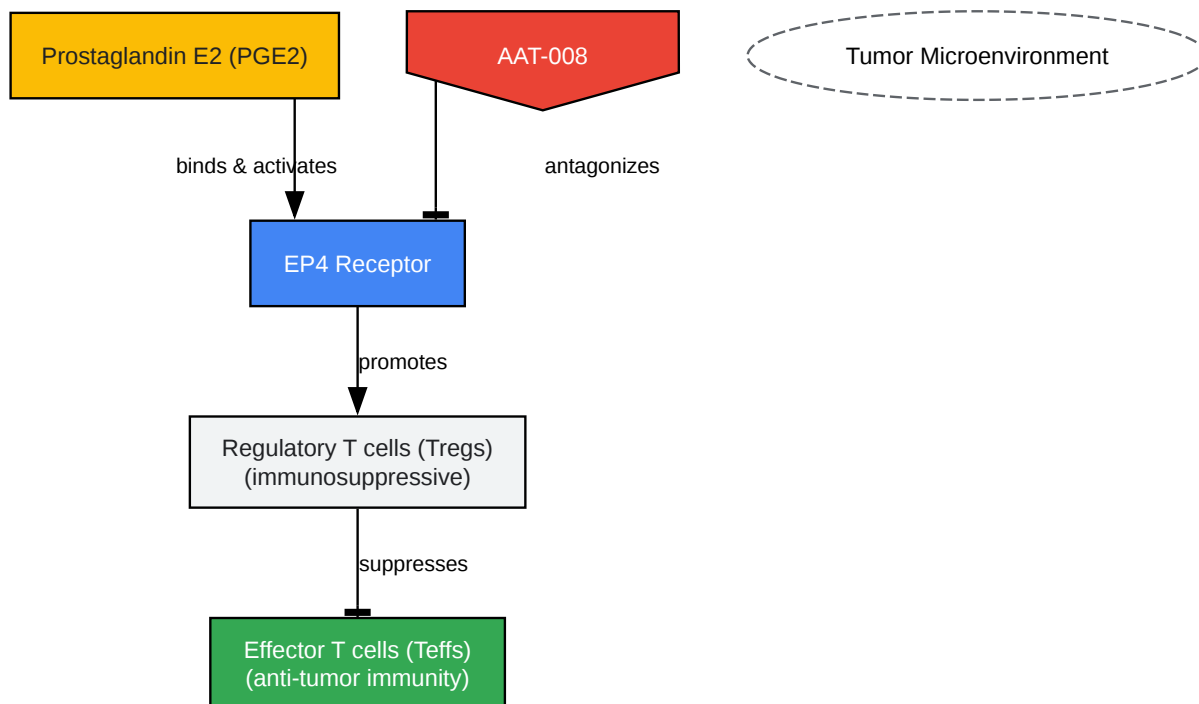 Prostaglandin E2 (PGE2)
AAT-008
Tumor Microenvironment
binds & activates
antagonizes
EP4 Receptor
promotes
Regulatory T cells (Tregs)
(immunosuppressive)
suppresses
Effector T cells (Teffs)
(anti-tumor immunity)